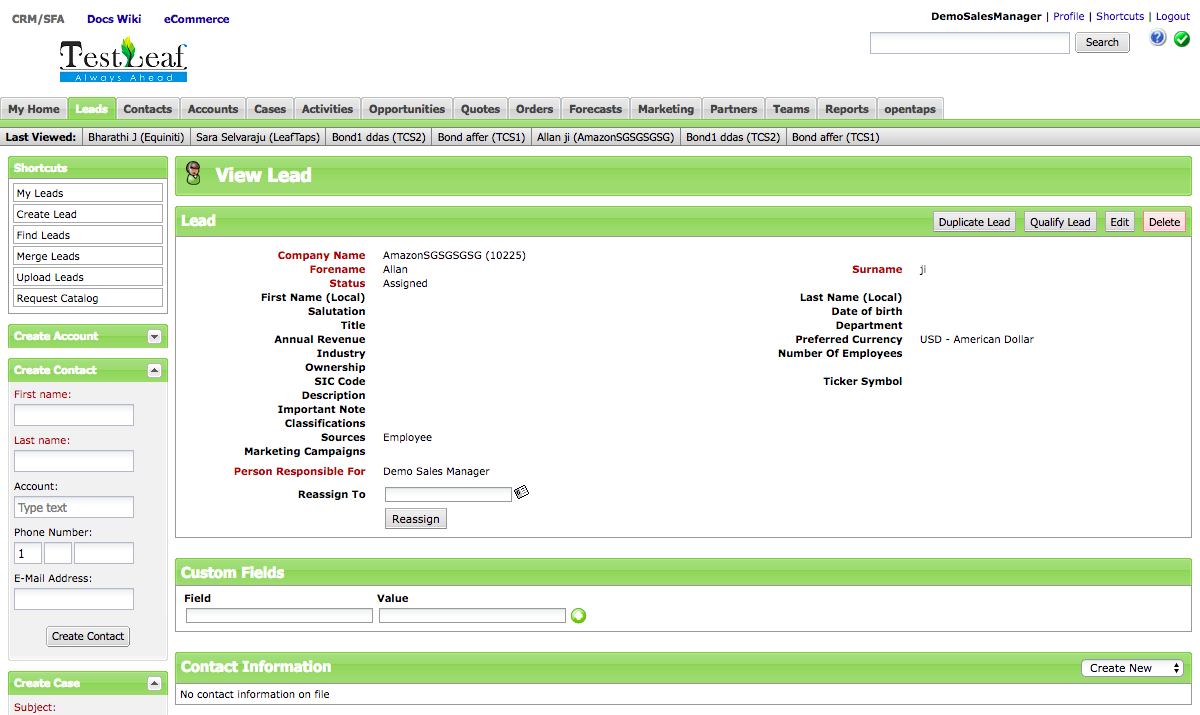 CRM/SFA Docs Wiki eCommerce
DemoSalesManager | Profile | Shortcuts | Logout
TestLeaf
Always Ahead
Search
My Home Leads Contacts Accounts Cases Activities Opportunities Quotes Orders Forecasts Marketing Partners Teams Reports opentaps
Last Viewed: Bharathi J (Equiniti) Sara Selvaraju (LeafTaps) Bond1 ddas (TCS2) Bond affer (TCS1) Allan ji (AmazonSGSGSGSG) Bond1 ddas (TCS2) Bond affer (TCS1)
Shortcuts
My Leads
Create Lead
Find Leads
Merge Leads
Upload Leads
Request Catalog
Create Account
Create Contact
First name:
Last name:
Account:
Type text
Phone Number:
1
E-Mail Address:
Create Contact
Create Case
Subject:
View Lead
Lead
Duplicate Lead Qualify Lead Edit Delete
Company Name AmazonSGSGSGSG (10225)
Forename Allan Surname ji
Status Assigned
First Name (Local) Last Name (Local)
Salutation Date of birth
Title Department
Annual Revenue Preferred Currency USD - American Dollar
Industry Number Of Employees
Ownership
SIC Code Ticker Symbol
Description
Important Note
Classifications
Sources Employee
Marketing Campaigns
Person Responsible For Demo Sales Manager
Reassign To
Reassign
Custom Fields
Field Value
Contact Information
Create New
No contact information on file